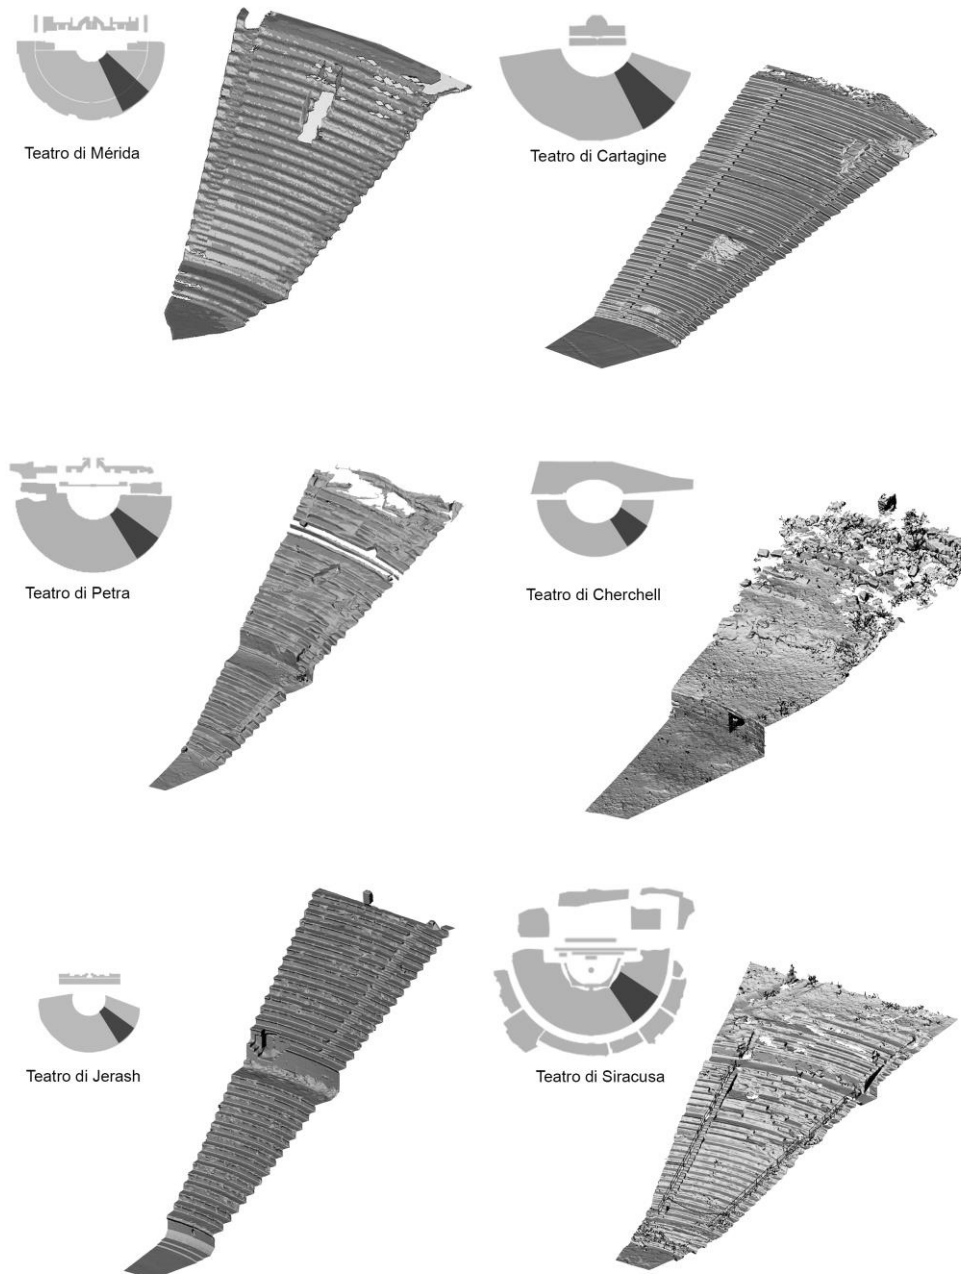 Teatro di Mérida
Teatro di Cartagine
Teatro di Petra
Teatro di Cherchell
Teatro di Jerash
Teatro di Siracusa